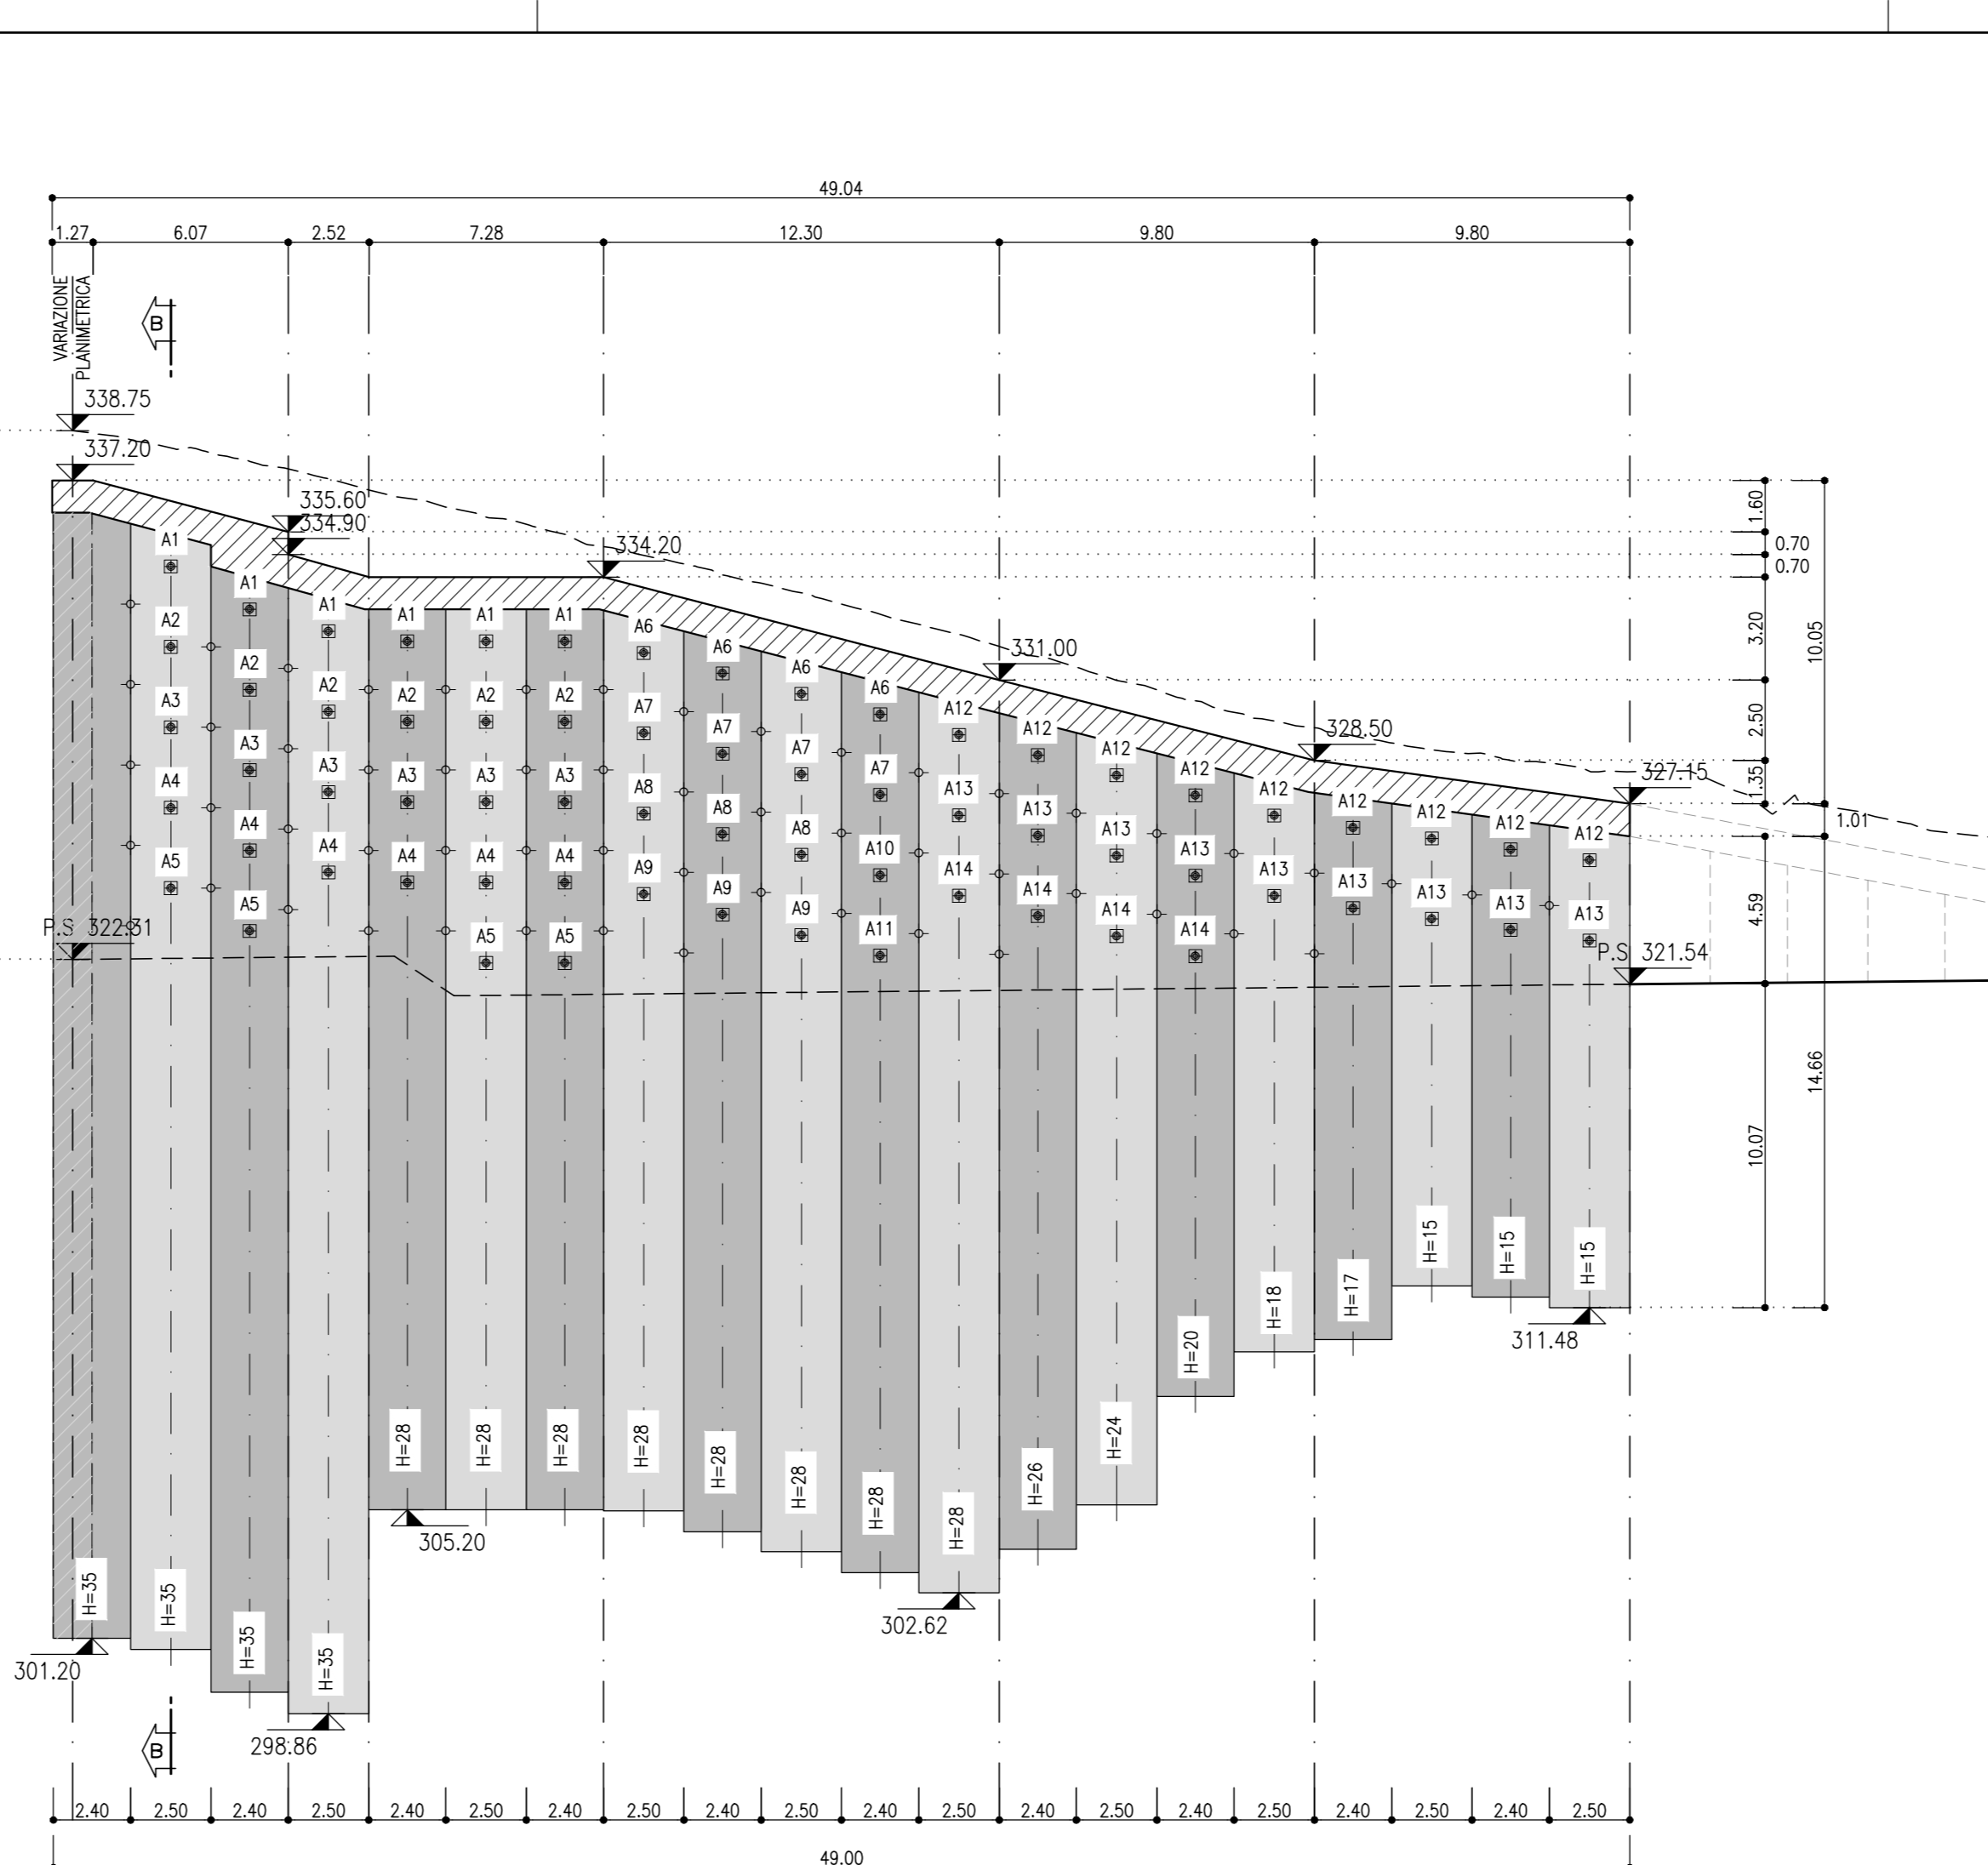 49.04
1.27 6.07 2.52 7.28 12.30 9.80 9.80
VARIAZIONE
PLANIMETRICA
B
338.75
337.20
335.60
334.90
334.20
331.00
328.50
327.15
1.60
0.70
0.70
3.20
2.50
1.35
10.05
1.01
4.59
10.07
14.66
A1 A2 A3 A4 A5
A1 A2 A3 A4 A5
A1 A2 A3 A4
A1 A2 A3 A4
A1 A2 A3 A4 A5
A1 A2 A3 A4 A5
A6 A7 A8 A9
A6 A7 A8 A9
A6 A7 A8 A9
A6 A7 A10 A11
A12 A13 A14
A12 A13 A14
A12 A13 A14
A12 A13 A14
A12 A13
A12 A13
A12 A13
A12 A13
A12 A13
P.S. 322.31
P.S. 321.54
H=35 H=35 H=35 H=35 H=28 H=28 H=28 H=28 H=28 H=28 H=28 H=28 H=26 H=24 H=20 H=18 H=17 H=15 H=15 H=15
311.48
305.20
302.62
301.20
298.86
B
2.40 2.50 2.40 2.50 2.40 2.50 2.40 2.50 2.40 2.50 2.40 2.50 2.40 2.50 2.40 2.50 2.40 2.50 2.40 2.50
49.00